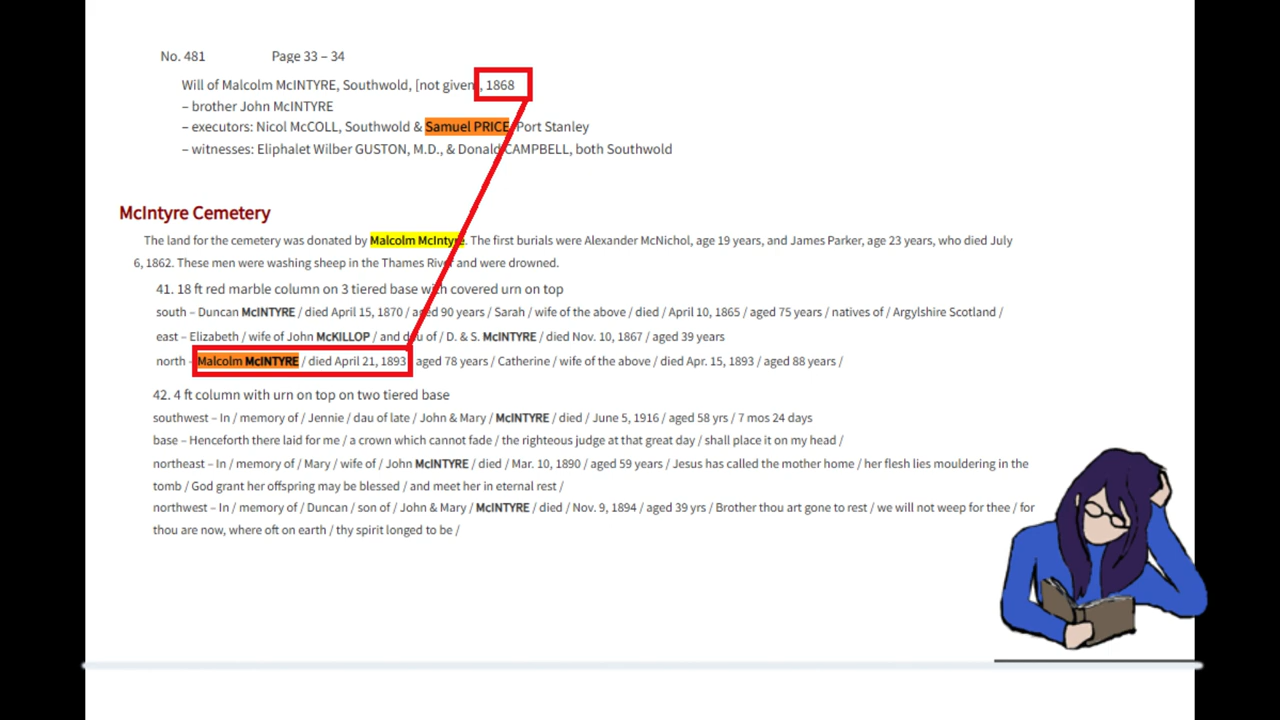 No. 481 Page 33 – 34
Will of Malcolm McINTYRE, Southwold, [not given], 1868
– brother John McINTYRE
– executors: Nicol McCOLL, Southwold & Samuel PRICE, Port Stanley
– witnesses: Eliphalet Wilber GUSTON, M.D., & Donald CAMPBELL, both Southwold
McIntyre Cemetery
The land for the cemetery was donated by Malcolm McIntyre. The first burials were Alexander McNichol, age 19 years, and James Parker, age 23 years, who died July
6, 1862. These men were washing sheep in the Thames River and were drowned.
41. 18 ft red marble column on 3 tiered base with covered urn on top
south – Duncan McINTYRE / died April 15, 1870 / aged 90 years / Sarah / wife of the above / died / April 10, 1865 / aged 75 years / natives of / Argylshire Scotland /
east – Elizabeth / wife of John McKILLOP / and dau of / D. & S. McINTYRE / died Nov. 10, 1867 / aged 39 years
north – Malcolm McINTYRE / died April 21, 1893 / aged 78 years / Catherine / wife of the above / died Apr. 15, 1893 / aged 88 years /
42. 4 ft column with urn on top on two tiered base
southwest – In / memory of / Jennie / dau of late / John & Mary / McINTYRE / died / June 5, 1916 / aged 58 yrs / 7 mos 24 days
base – Henceforth there laid for me / a crown which cannot fade / the righteous judge at that great day / shall place it on my head /
northeast – In / memory of / Mary / wife of / John McINTYRE / died / Mar. 10, 1890 / aged 59 years / Jesus has called the mother home / her flesh lies mouldering in the
tomb / God grant her offspring may be blessed / and meet her in eternal rest /
northwest – In / memory of / Duncan / son of / John & Mary / McINTYRE / died / Nov. 9, 1894 / aged 39 yrs / Brother thou art gone to rest / we will not weep for thee / for
thou are now, where oft on earth / thy spirit longed to be /